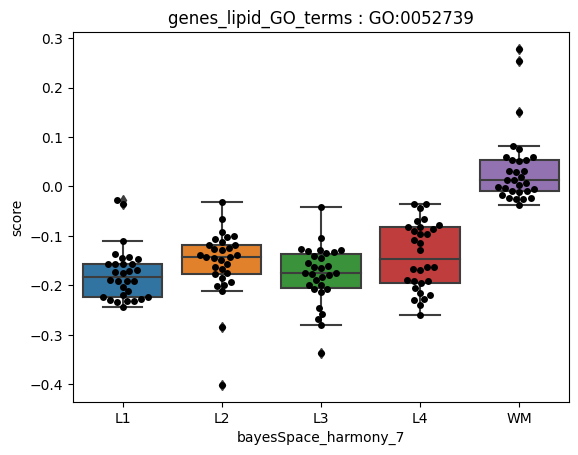 genes_lipid_GO_terms : GO:0052739
score
0.3
0.2
0.1
0.0
−0.1
−0.2
−0.3
−0.4
L1 L2 L3 L4 WM
bayesSpace_harmony_7